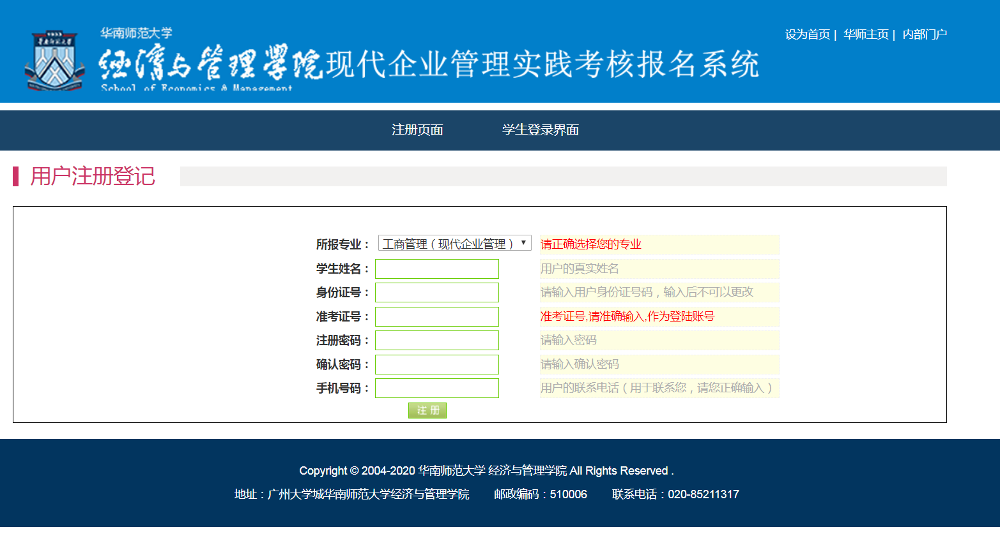 华南师范大学
经济与管理学院现代企业管理实践考核报名系统
School of Economics & Management
设为首页 | 华师主页 | 内部门户
注册页面 学生登录界面
用户注册登记
所报专业： 工商管理（现代企业管理） 请正确选择您的专业
学生姓名： 用户的真实姓名
身份证号： 请输入用户身份证号码，输入后不可以更改
准考证号： 准考证号,请准确输入,作为登陆账号
注册密码： 请输入密码
确认密码： 请输入确认密码
手机号码： 用户的联系电话（用于联系您，请您正确输入）
注 册
Copyright © 2004-2020 华南师范大学 经济与管理学院 All Rights Reserved .
地址：广州大学城华南师范大学经济与管理学院 邮政编码：510006 联系电话：020-85211317